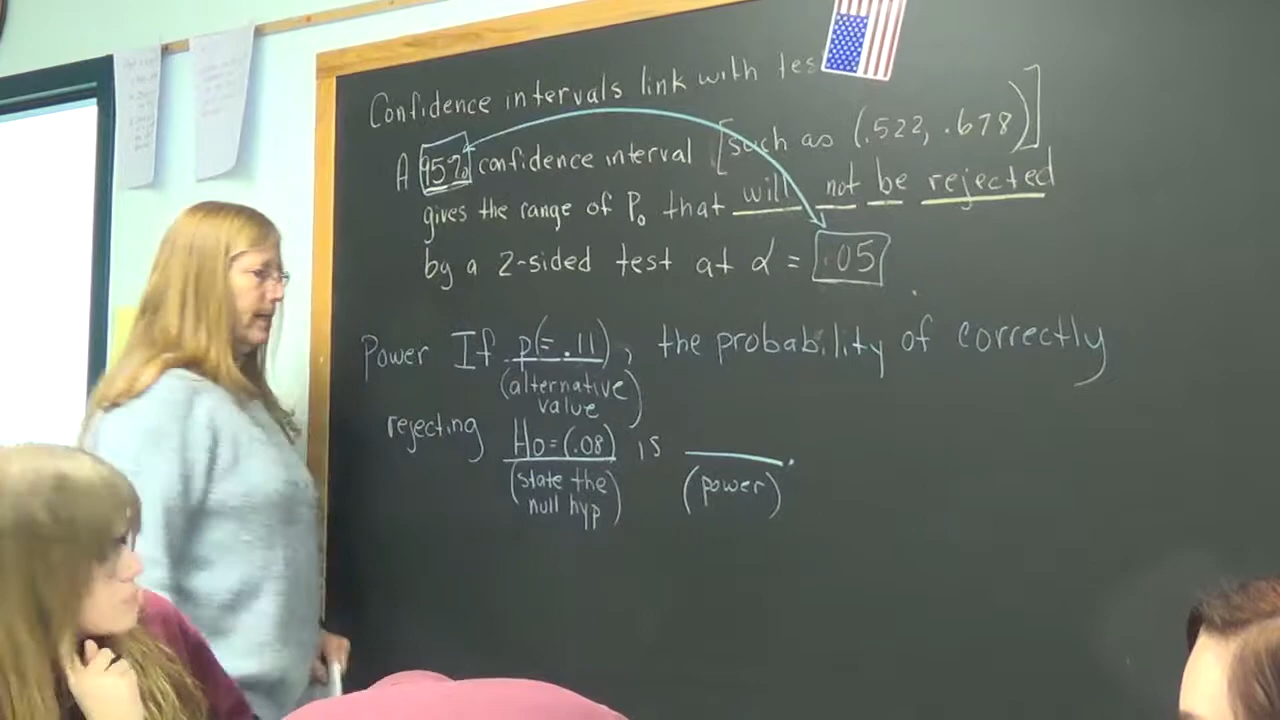 Confidence intervals link with tes
A 95% confidence interval [such as (.522, .678)]
gives the range of P₀ that will not be rejected
by a 2-sided test at α = .05
Power If p(=.11), the probability of correctly
(alternative
value)
rejecting Ho=(.08) is ____.
(state the
null hyp)
(power)